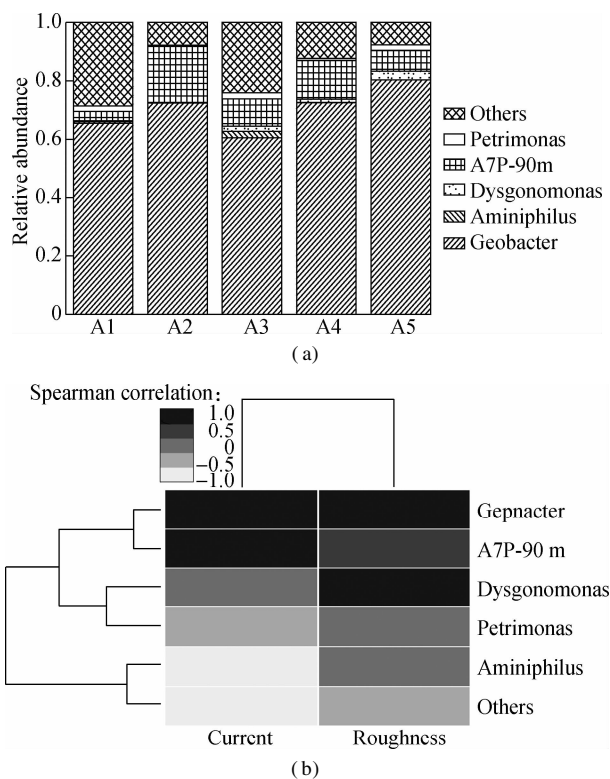 1.0
0.8
0.6
0.4
0.2
0
Relative abundance
A1 A2 A3 A4 A5
Others
Petrimonas
A7P-90m
Dysgonomonas
Aminiphilus
Geobacter
(a)
Spearman correlation:
1.0
0.5
0
-0.5
-1.0
Gepnacter
A7P-90 m
Dysgonomonas
Petrimonas
Aminiphilus
Others
Current Roughness
(b)